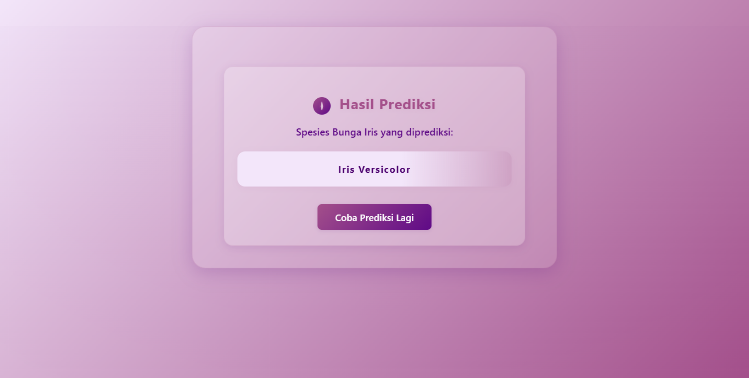 Hasil Prediksi
Spesies Bunga Iris yang diprediksi:
Iris Versicolor
Coba Prediksi Lagi